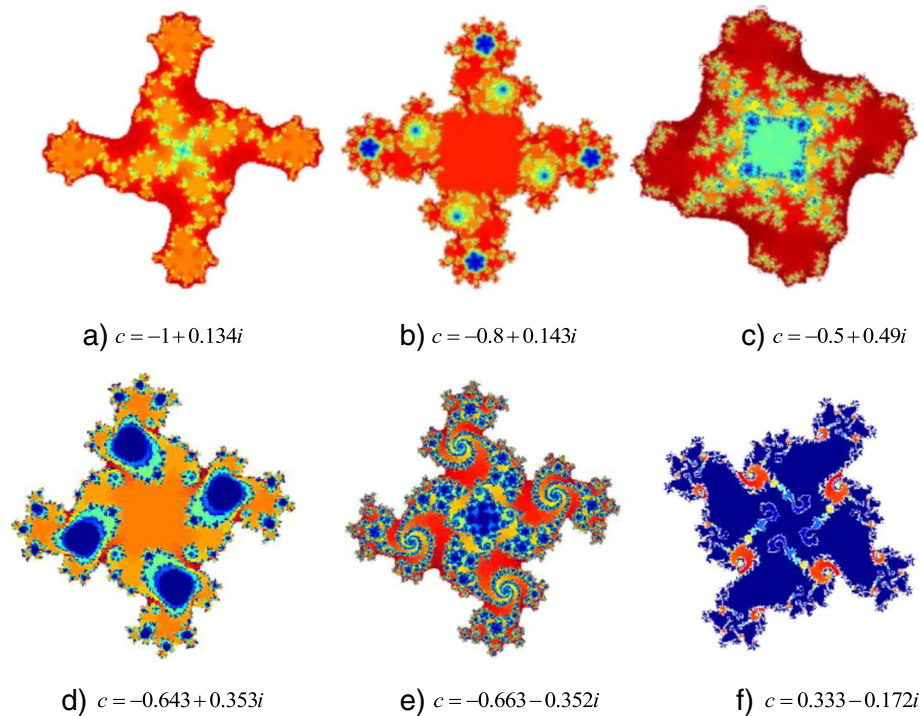 a) c = −1 + 0.134i b) c = −0.8 + 0.143i c) c = −0.5 + 0.49i
d) c = −0.643 + 0.353i e) c = −0.663 − 0.352i f) c = 0.333 − 0.172i